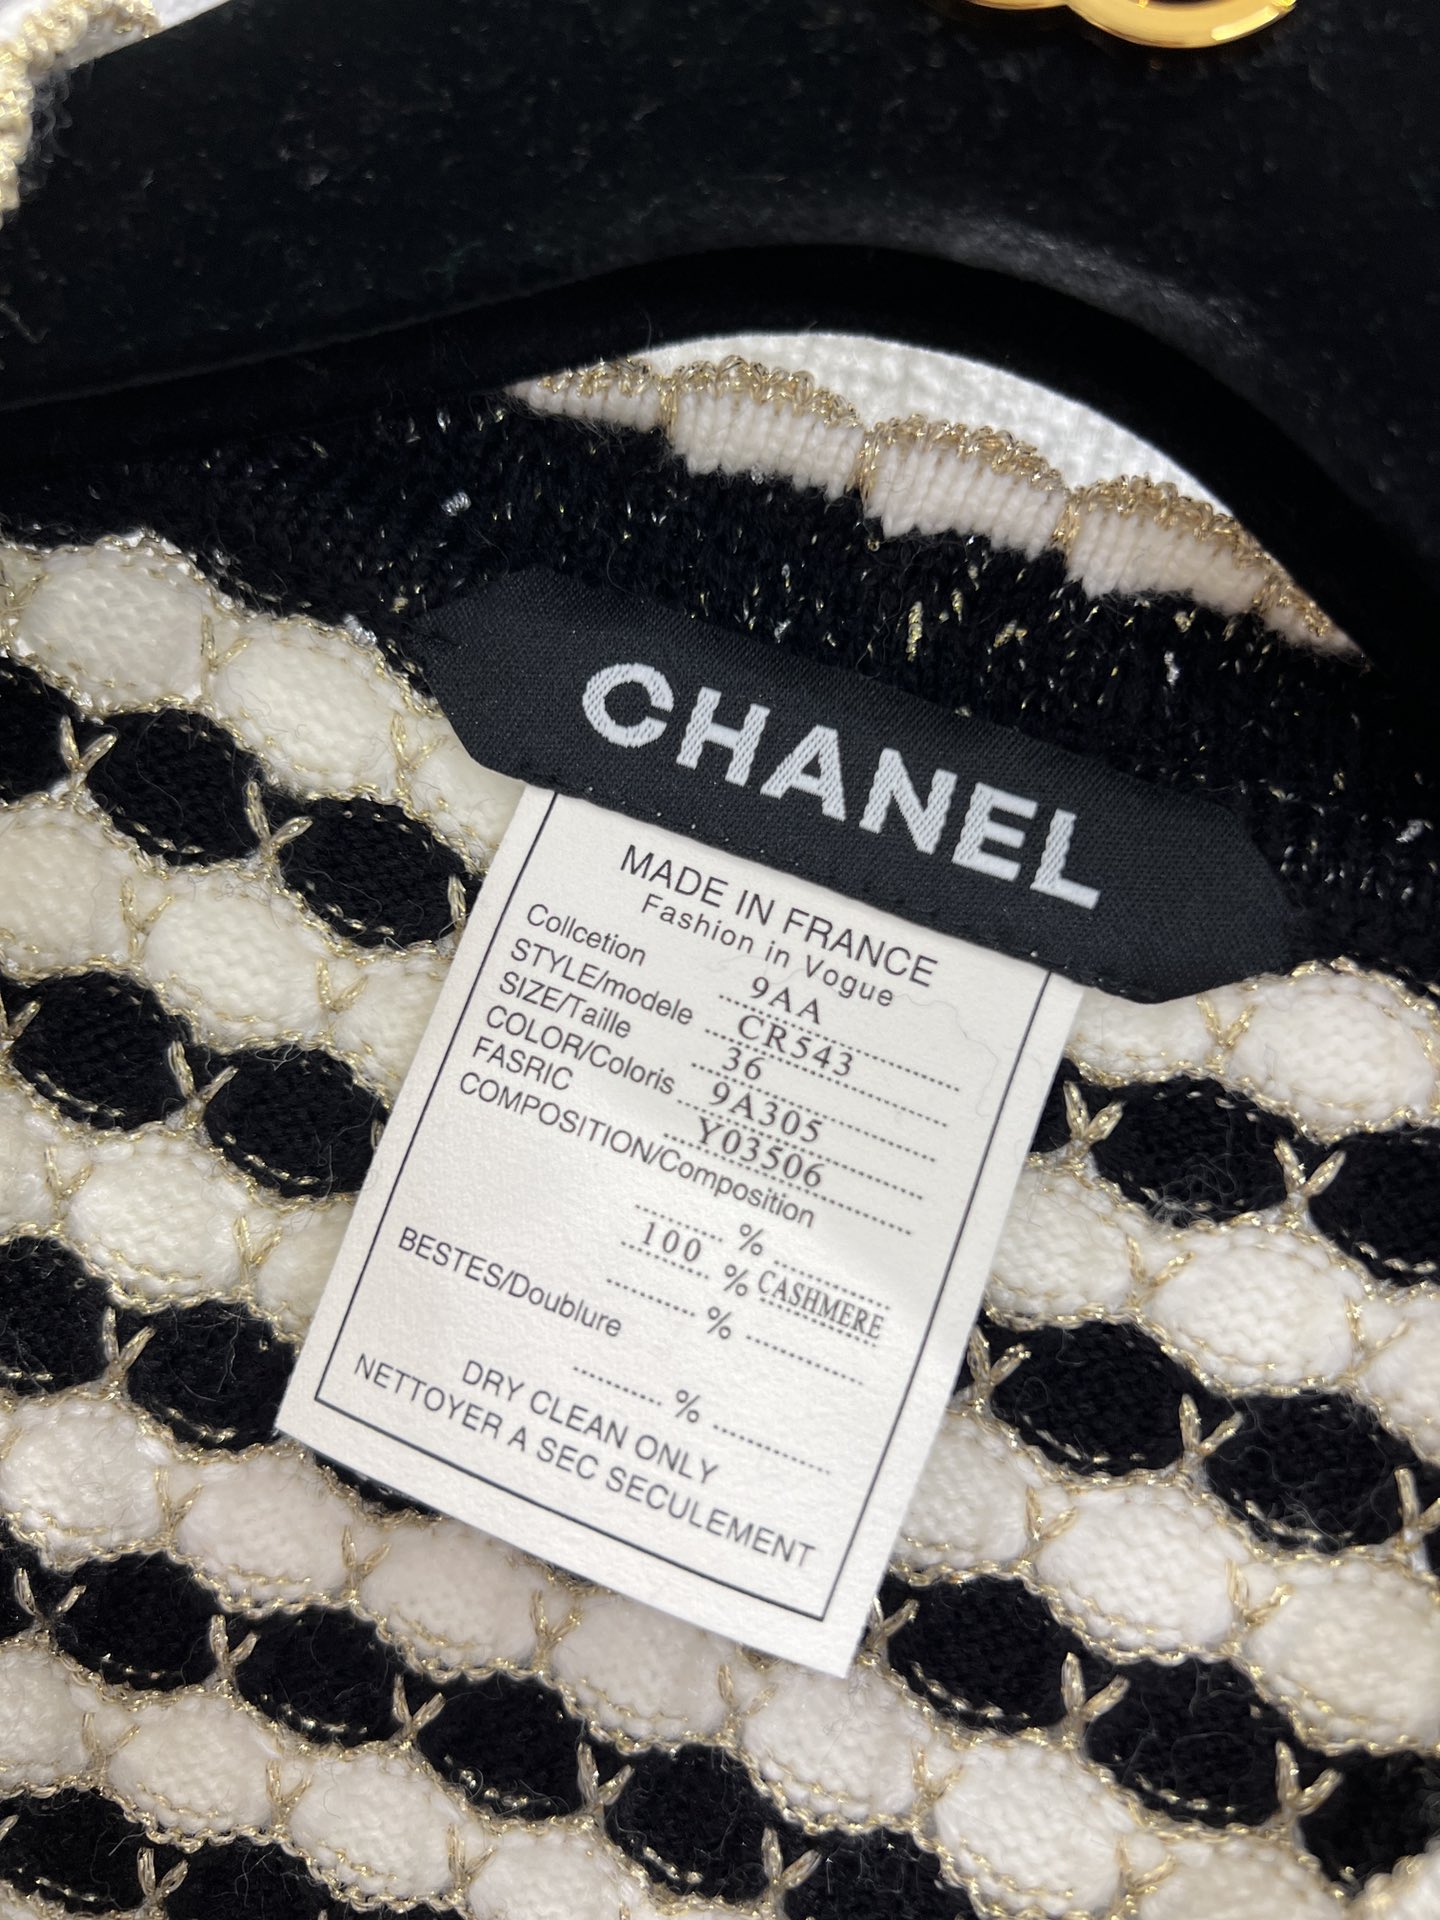 CHANEL
MADE IN FRANCE
Fashion in Vogue
Collcetion 9AA
STYLE/modele CR543
SIZE/Taille 36
COLOR/Coloris 9A305
FASRIC Y03506
COMPOSITION/Composition
%
100 % CASHMERE
%
BESTES/Doublure
%
DRY CLEAN ONLY
NETTOYER A SEC SECULEMENT